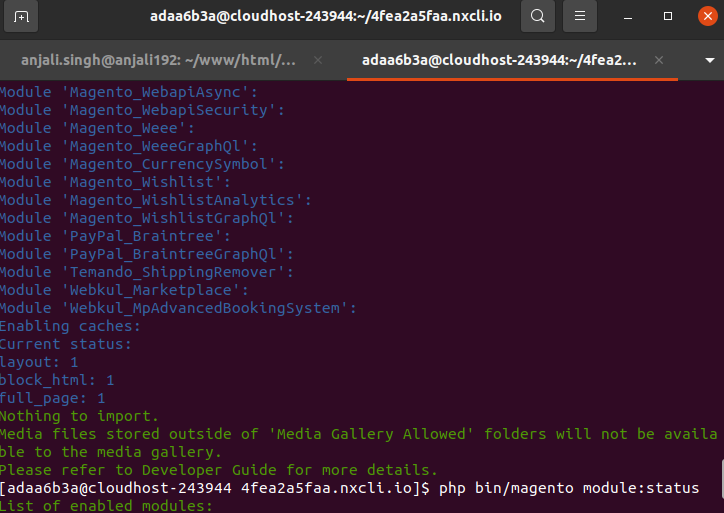 adaa6b3a@cloudhost-243944:~/4fea2a5faa.nxcli.io
anjali.singh@anjali192: ~/www/html/...
adaa6b3a@cloudhost-243944:~/4fea2...
Module 'Magento_WebapiAsync':
Module 'Magento_WebapiSecurity':
Module 'Magento_Weee':
Module 'Magento_WeeeGraphQl':
Module 'Magento_CurrencySymbol':
Module 'Magento_Wishlist':
Module 'Magento_WishlistAnalytics':
Module 'Magento_WishlistGraphQl':
Module 'PayPal_Braintree':
Module 'PayPal_BraintreeGraphQl':
Module 'Temando_ShippingRemover':
Module 'Webkul_Marketplace':
Module 'Webkul_MpAdvancedBookingSystem':
Enabling caches:
Current status:
layout: 1
block_html: 1
full_page: 1
Nothing to import.
Media files stored outside of 'Media Gallery Allowed' folders will not be availa
ble to the media gallery.
Please refer to Developer Guide for more details.
[adaa6b3a@cloudhost-243944 4fea2a5faa.nxcli.io]$ php bin/magento module:status
List of enabled modules: